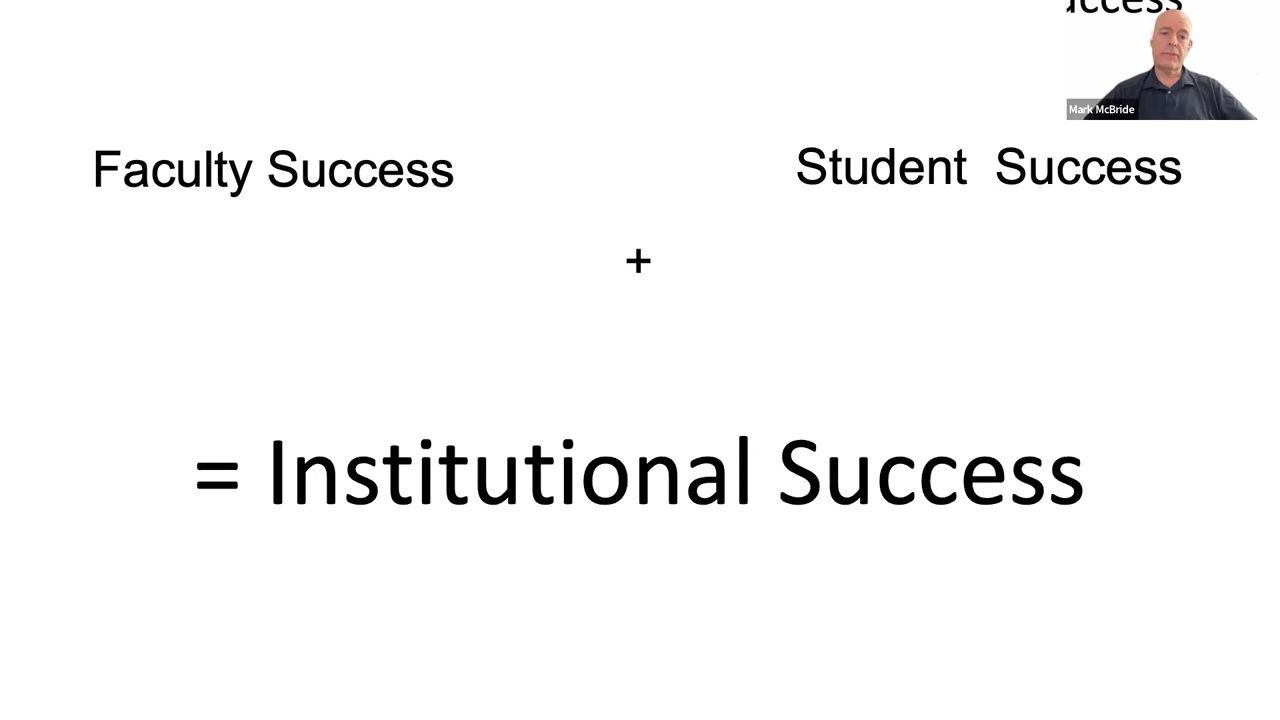 Mark McBride
Faculty Success
Student  Success
+
= Institutional Success